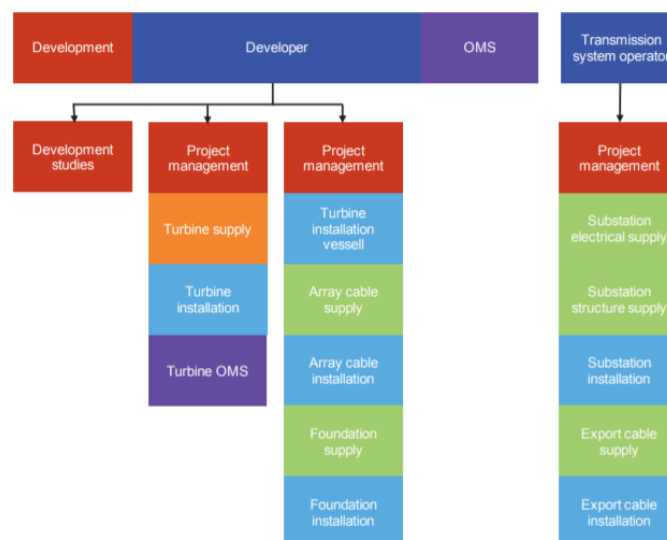 Development
Developer
OMS
Transmission
system operator
Development
studies
Project
management
Turbine supply
Turbine
installation
Turbine OMS
Project
management
Turbine
installation
vessell
Array cable
supply
Array cable
installation
Foundation
supply
Foundation
installation
Project
management
Substation
electrical supply
Substation
structure supply
Substation
installation
Export cable
supply
Export cable
installation